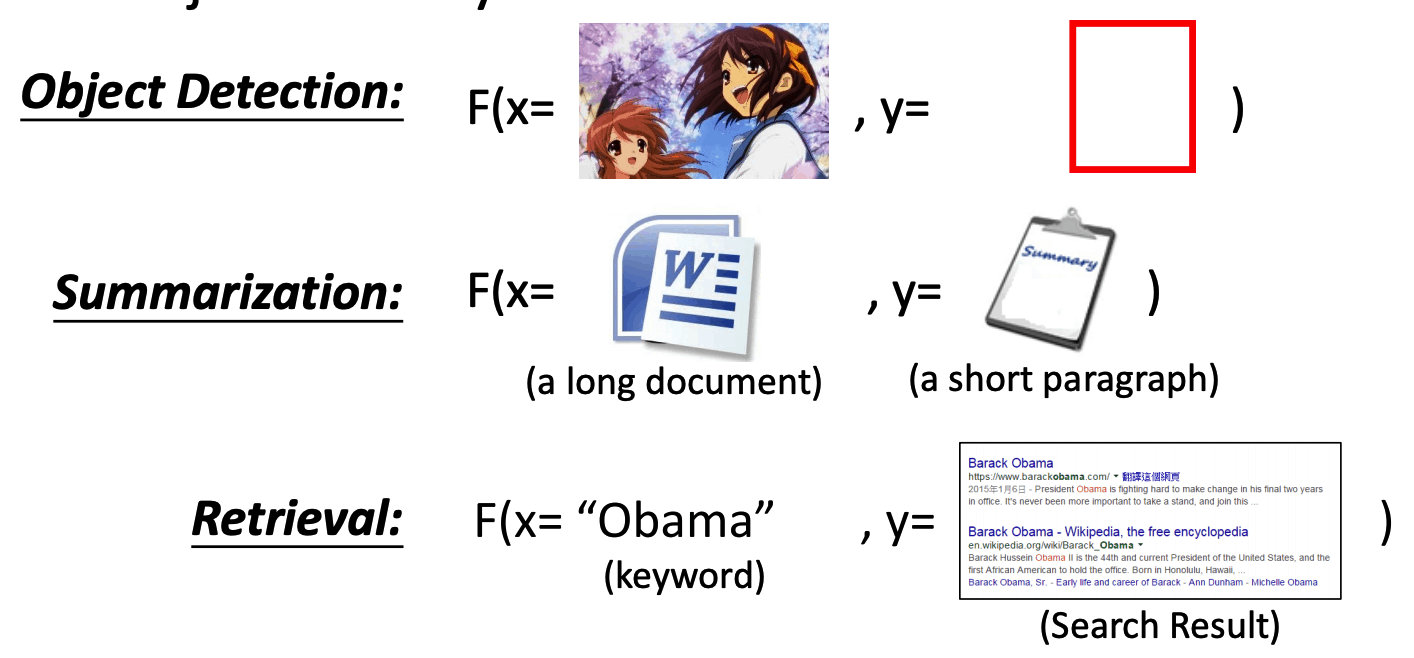 Object Detection: F(x= , y= )
Summarization: F(x= W , y= Summary )
(a long document) (a short paragraph)
Retrieval: F(x= “Obama” , y= )
(keyword)
Barack Obama
https://www.barackobama.com/ ▾ 翻譯這個網頁
2015年1月6日 - President Obama is fighting hard to make change in his final two years
in office. It's never been more important to take a stand, and join this ...
Barack Obama - Wikipedia, the free encyclopedia
en.wikipedia.org/wiki/Barack_Obama ▾
Barack Hussein Obama II is the 44th and current President of the United States, and the
first African American to hold the office. Born in Honolulu, Hawaii, ...
Barack Obama, Sr. - Early life and career of Barack - Ann Dunham - Michelle Obama
(Search Result)